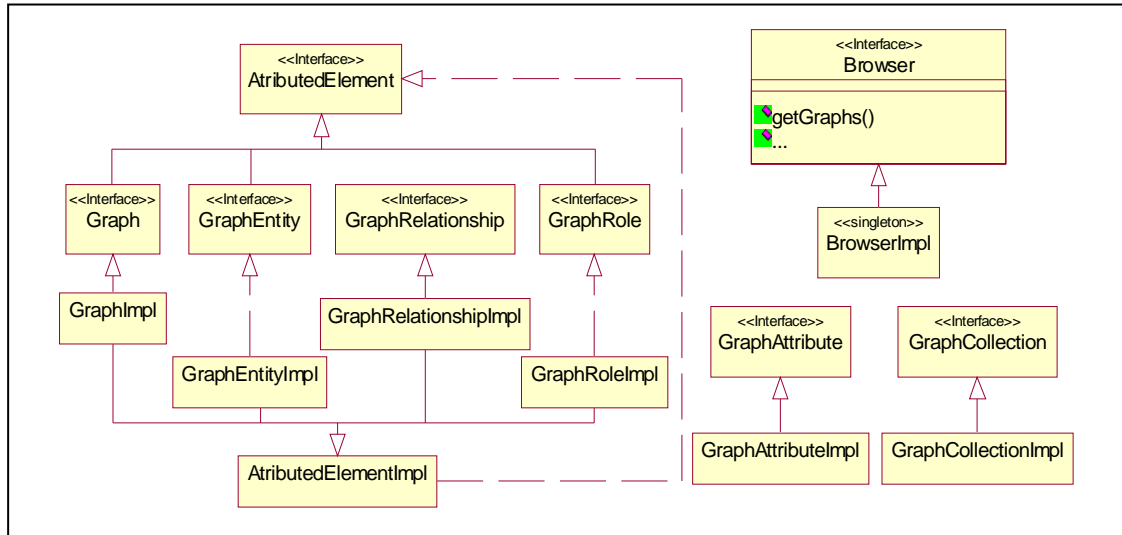 <<Interface>>
AtributedElement
<<Interface>>
Browser
getGraphs()
...
<<Interface>>
Graph
<<Interface>>
GraphEntity
<<Interface>>
GraphRelationship
<<Interface>>
GraphRole
<<singleton>>
BrowserImpl
GraphImpl
GraphRelationshipImpl
GraphEntityImpl
GraphRoleImpl
<<Interface>>
GraphAttribute
<<Interface>>
GraphCollection
GraphAttributeImpl
GraphCollectionImpl
AtributedElementImpl